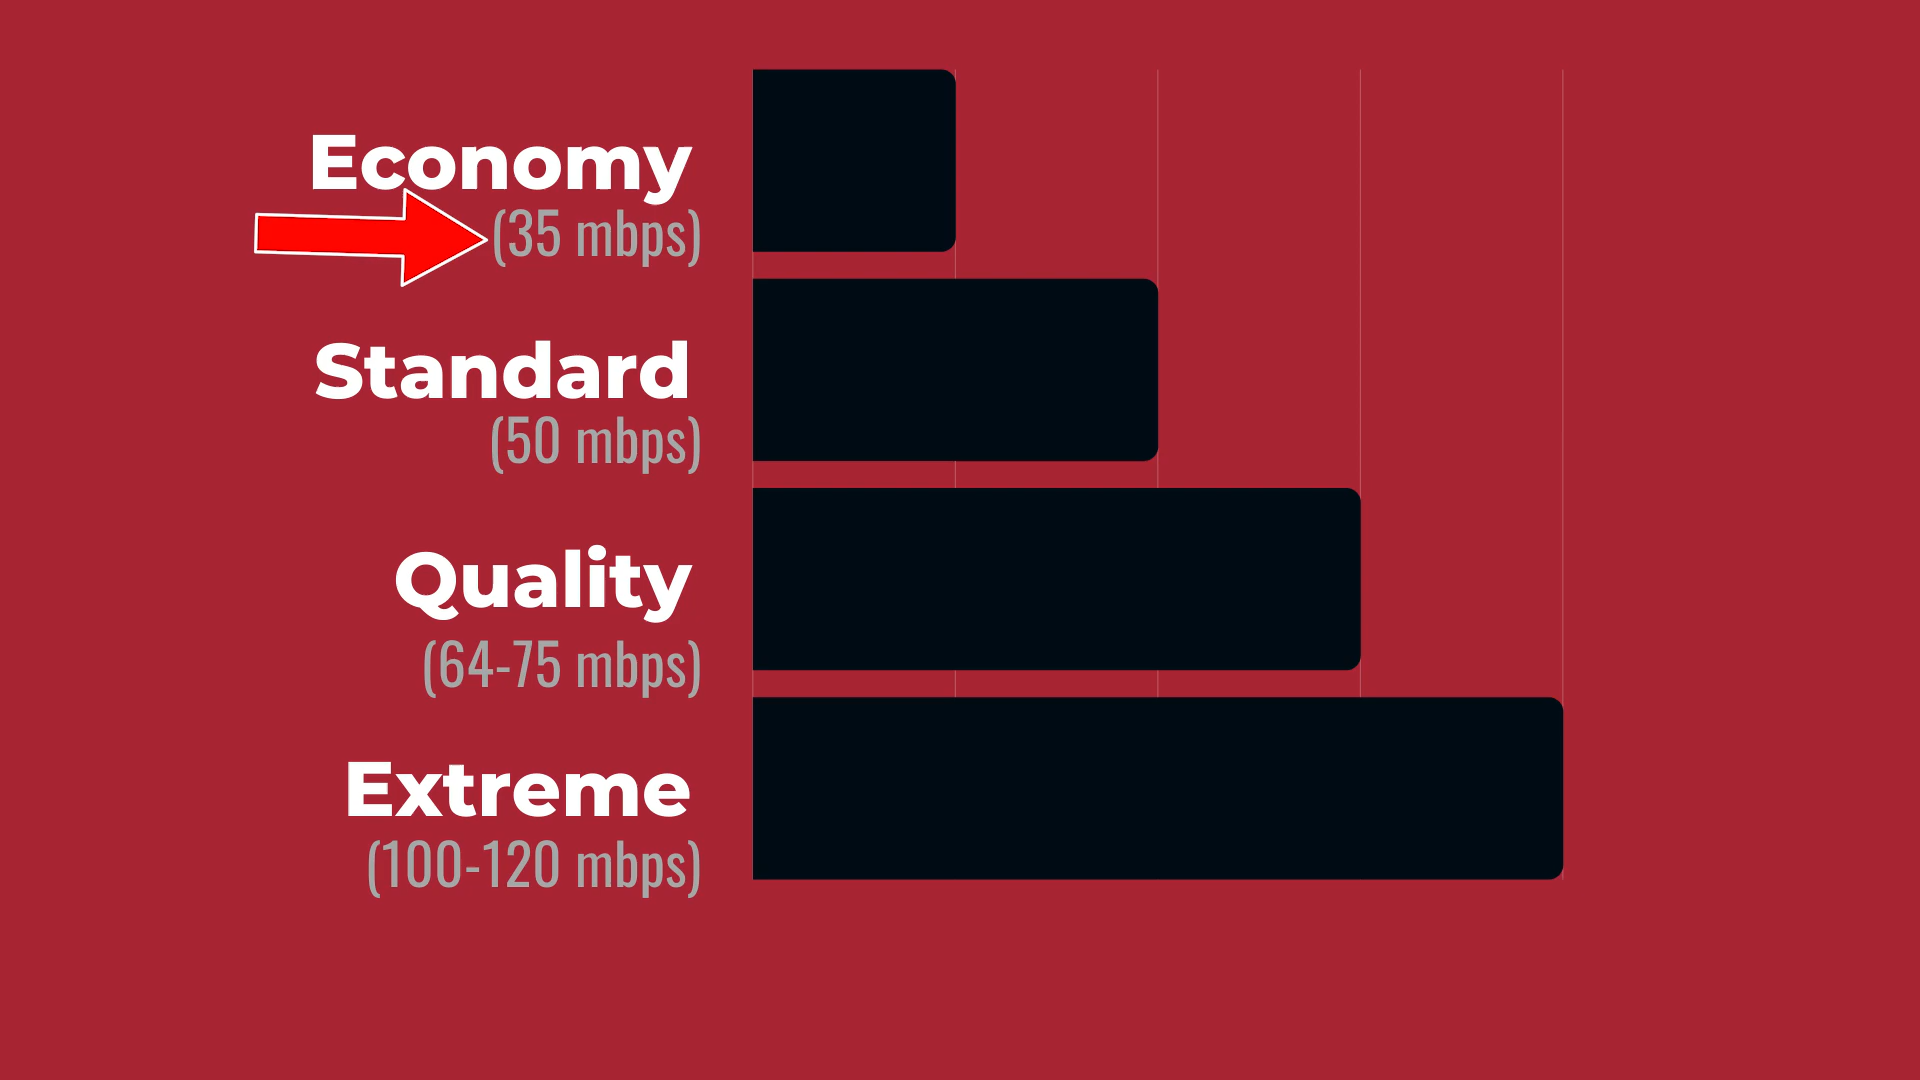 Economy
(35 mbps)
Standard
(50 mbps)
Quality
(64-75 mbps)
Extreme
(100-120 mbps)